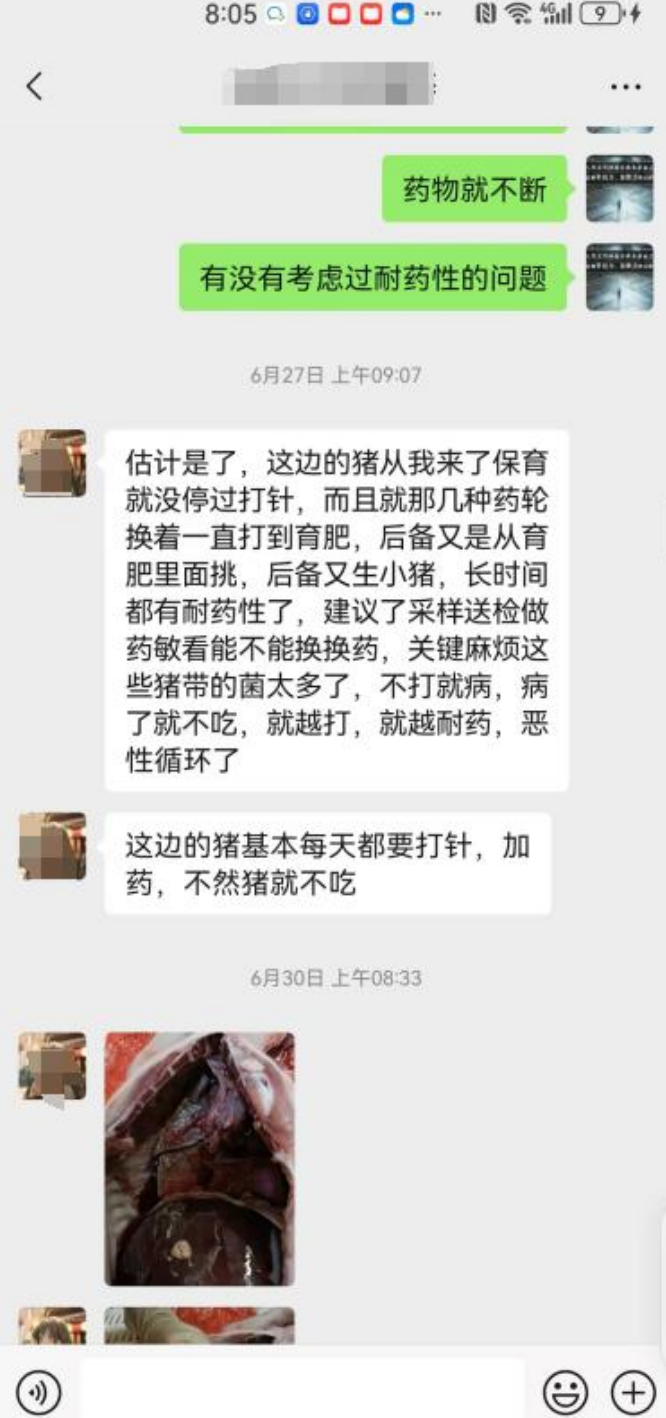 8:05
4G
9
药物就不断
有没有考虑过耐药性的问题
6月27日 上午09:07
估计是了，这边的猪从我来了保育
就没停过打针，而且就那几种药轮
换着一直打到育肥，后备又是从育
肥里面挑，后备又生小猪，长时间
都有耐药性了，建议了采样送检做
药敏看能不能换换药，关键麻烦这
些猪带的菌太多了，不打就病，病
了就不吃，就越打，就越耐药，恶
性循环了
这边的猪基本每天都要打针，加
药，不然猪就不吃
6月30日 上午08:33